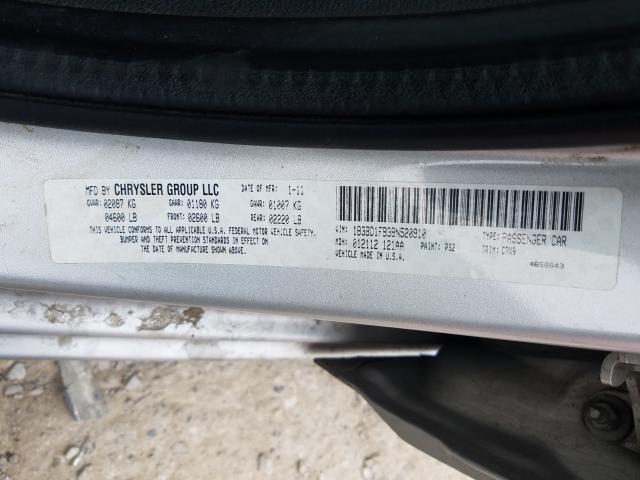 MFD BY CHRYSLER GROUP LLC DATE OF MFR 1-11
GVWR: 02087 KG GAWR: 01180 KG GAWR: 01007 KG
04600 LB FRONT: 02600 LB REAR: 02220 LB
THIS VEHICLE CONFORMS TO ALL APPLICABLE FEDERAL MOTOR VEHICLE SAFETY,
BUMPER AND THEFT PREVENTION STANDARDS IN EFFECT ON
THE DATE OF MANUFACTURE SHOWN ABOVE.
VIN: 1B3BD1FB3BN520910 TYPE: PASSENGER CAR
MDH: 012112 121AA PAINT: PS2 TRIM: C7X9
VEHICLE MADE IN U.S.A. 4658643